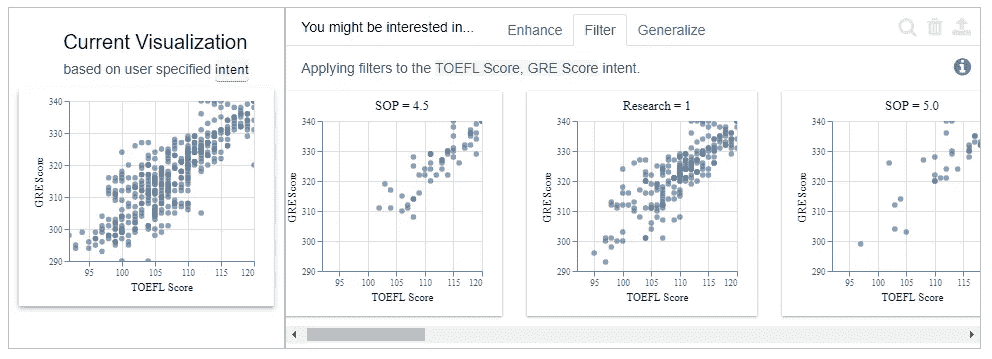 Current Visualization
based on user specified intent
340
330
320
310
300
290
GRE Score
95 100 105 110 115 120
TOEFL Score
You might be interested in...
Enhance
Filter
Generalize
export
Applying filters to the TOEFL Score, GRE Score intent.
SOP = 4.5
340
330
320
310
300
290
GRE Score
95 100 105 110 115 120
TOEFL Score
Research = 1
340
330
320
310
300
290
GRE Score
95 100 105 110 115 120
TOEFL Score
SOP = 5.0
340
330
320
310
300
290
GRE Score
95 100 105 110 115
TOEFL Score